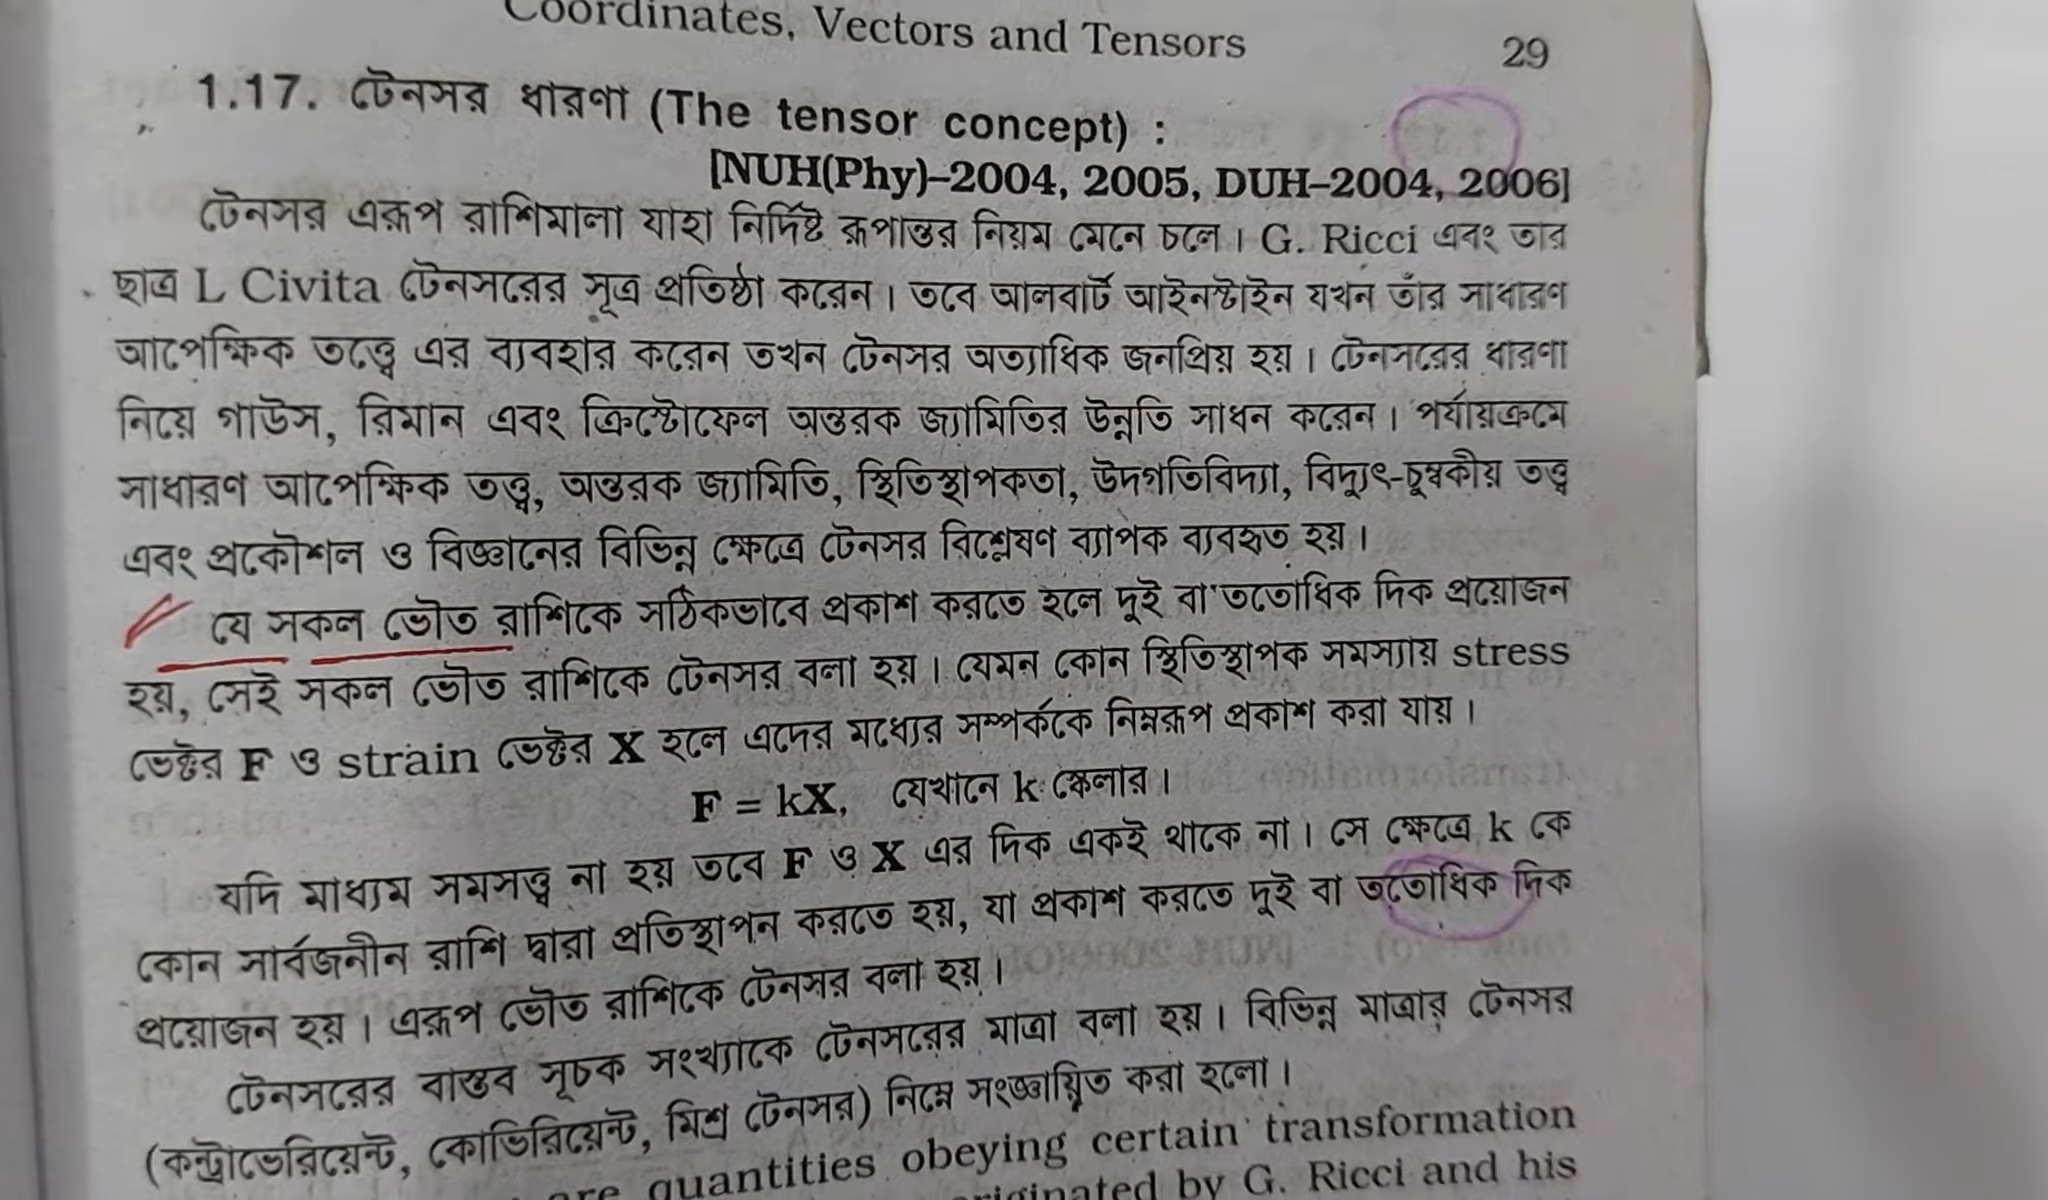 Coordinates, Vectors and Tensors 29
1.17. টেনসর ধারণা (The tensor concept) :
[NUH(Phy)–2004, 2005, DUH–2004, 2006]
টেনসর এরূপ রাশিমালা যাহা নির্দিষ্ট রূপান্তর নিয়ম মেনে চলে। G. Ricci এবং তার
ছাত্র L Civita টেনসরের সূত্র প্রতিষ্ঠা করেন। তবে আলবার্ট আইনস্টাইন যখন তাঁর সাধারণ
আপেক্ষিক তত্ত্বে এর ব্যবহার করেন তখন টেনসর অত্যাধিক জনপ্রিয় হয়। টেনসরের ধারণা
নিয়ে গাউস, রিমান এবং ক্রিস্টোফেল অন্তরক জ্যামিতির উন্নতি সাধন করেন। পর্যায়ক্রমে
সাধারণ আপেক্ষিক তত্ত্ব, অন্তরক জ্যামিতি, স্থিতিস্থাপকতা, উদগতিবিদ্যা, বিদ্যুৎ-চুম্বকীয় তত্ত্ব
এবং প্রকৌশল ও বিজ্ঞানের বিভিন্ন ক্ষেত্রে টেনসর বিশ্লেষণ ব্যাপক ব্যবহৃত হয়।
যে সকল ভৌত রাশিকে সঠিকভাবে প্রকাশ করতে হলে দুই বা ততোধিক দিক প্রয়োজন
হয়, সেই সকল ভৌত রাশিকে টেনসর বলা হয়। যেমন কোন স্থিতিস্থাপক সমস্যায় stress
ভেক্টর F ও strain ভেক্টর X হলে এদের মধ্যের সম্পর্ককে নিম্নরূপ প্রকাশ করা যায়।
F = kX, যেখানে k স্কেলার।
যদি মাধ্যম সমসত্ত্ব না হয় তবে F ও X এর দিক একই থাকে না। সে ক্ষেত্রে k কে
কোন সার্বজনীন রাশি দ্বারা প্রতিস্থাপন করতে হয়, যা প্রকাশ করতে দুই বা ততোধিক দিক
প্রয়োজন হয়। এরূপ ভৌত রাশিকে টেনসর বলা হয়।
টেনসরের বাস্তব সূচক সংখ্যাকে টেনসরের মাত্রা বলা হয়। বিভিন্ন মাত্রার টেনসর
(কন্ট্রাভেরিয়েন্ট, কোভিরিয়েন্ট, মিশ্র টেনসর) নিম্নে সংজ্ঞায়িত করা হলো।
are quantities obeying certain transformation
originated by G. Ricci and his